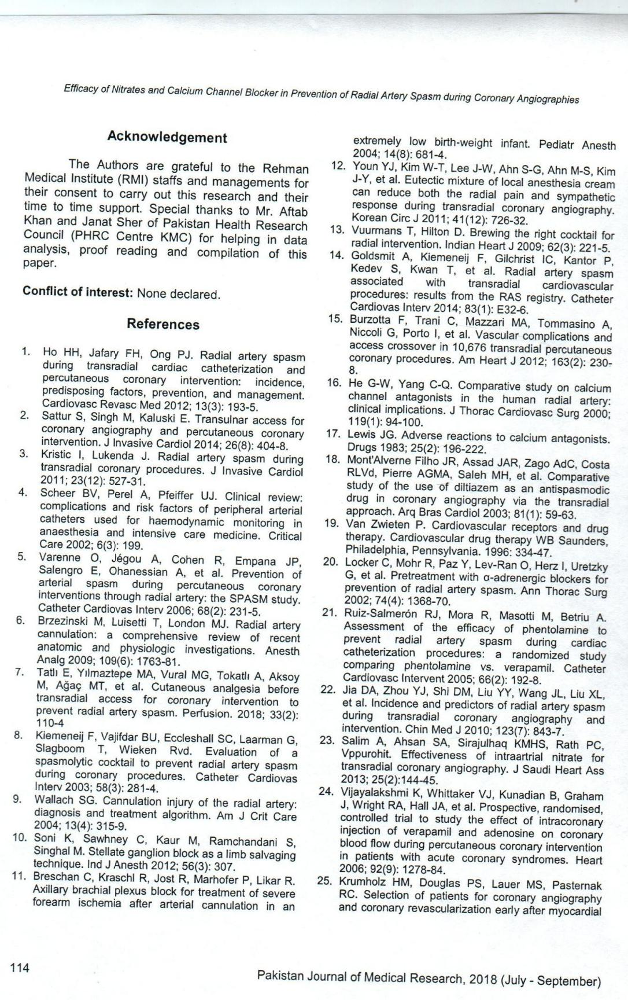 Efficacy of Nitrates and Calcium Channel Blocker in Prevention of Radial Artery Spasm during Coronary Angiographies
Acknowledgement
The Authors are grateful to the Rehman
Medical Institute (RMI) staffs and managements for
their consent to carry out this research and their
time to time support. Special thanks to Mr. Aftab
Khan and Janat Sher of Pakistan Health Research
Council (PHRC Centre KMC) for helping in data
analysis, proof reading and compilation of this
paper.
Conflict of interest: None declared.
References
1. Ho HH, Jafary FH, Ong PJ. Radial artery spasm
during transradial cardiac catheterization and
percutaneous coronary intervention: incidence,
predisposing factors, prevention, and management.
Cardiovasc Revasc Med 2012; 13(3): 193-5.
2. Sattur S, Singh M, Kaluski E. Transulnar access for
coronary angiography and percutaneous coronary
intervention. J Invasive Cardiol 2014; 26(8): 404-8.
3. Kristic I, Lukenda J. Radial artery spasm during
transradial coronary procedures. J Invasive Cardiol
2011; 23(12): 527-31.
4. Scheer BV, Perel A, Pfeiffer UJ. Clinical review:
complications and risk factors of peripheral arterial
catheters used for haemodynamic monitoring in
anaesthesia and intensive care medicine. Critical
Care 2002; 6(3): 199.
5. Varenne O, Jégou A, Cohen R, Empana JP,
Salengro E, Ohanessian A, et al. Prevention of
arterial spasm during percutaneous coronary
interventions through radial artery: the SPASM study.
Catheter Cardiovas Interv 2006; 68(2): 231-5.
6. Brzezinski M, Luisetti T, London MJ. Radial artery
cannulation: a comprehensive review of recent
anatomic and physiologic investigations. Anesth
Analg 2009; 109(6): 1763-81.
7. Tatlı E, Yılmaztepe MA, Vural MG, Tokatlı A, Aksoy
M, Ağaç MT, et al. Cutaneous analgesia before
transradial access for coronary intervention to
prevent radial artery spasm. Perfusion. 2018; 33(2):
110-4
8. Kiemeneij F, Vajifdar BU, Eccleshall SC, Laarman G,
Slagboom T, Wieken Rvd. Evaluation of a
spasmolytic cocktail to prevent radial artery spasm
during coronary procedures. Catheter Cardiovas
Interv 2003; 58(3): 281-4.
9. Wallach SG. Cannulation injury of the radial artery:
diagnosis and treatment algorithm. Am J Crit Care
2004; 13(4): 315-9.
10. Soni K, Sawhney C, Kaur M, Ramchandani S,
Singhal M. Stellate ganglion block as a limb salvaging
technique. Ind J Anesth 2012; 56(3): 307.
11. Breschan C, Kraschl R, Jost R, Marhofer P, Likar R.
Axillary brachial plexus block for treatment of severe
forearm ischemia after arterial cannulation in an
extremely low birth-weight infant. Pediatr Anesth
2004; 14(8): 681-4.
12. Youn YJ, Kim W-T, Lee J-W, Ahn S-G, Ahn M-S, Kim
J-Y, et al. Eutectic mixture of local anesthesia cream
can reduce both the radial pain and sympathetic
response during transradial coronary angiography.
Korean Circ J 2011; 41(12): 726-32.
13. Vuurmans T, Hilton D. Brewing the right cocktail for
radial intervention. Indian Heart J 2009; 62(3): 221-5.
14. Goldsmit A, Kiemeneij F, Gilchrist IC, Kantor P,
Kedev S, Kwan T, et al. Radial artery spasm
associated with transradial cardiovascular
procedures: results from the RAS registry. Catheter
Cardiovas Interv 2014; 83(1): E32-6.
15. Burzotta F, Trani C, Mazzari MA, Tommasino A,
Niccoli G, Porto I, et al. Vascular complications and
access crossover in 10,676 transradial percutaneous
coronary procedures. Am Heart J 2012; 163(2): 230-
8.
16. He G-W, Yang C-Q. Comparative study on calcium
channel antagonists in the human radial artery:
clinical implications. J Thorac Cardiovasc Surg 2000;
119(1): 94-100.
17. Lewis JG. Adverse reactions to calcium antagonists.
Drugs 1983; 25(2): 196-222.
18. Mont'Alverne Filho JR, Assad JAR, Zago AdC, Costa
RLVd, Pierre AGMA, Saleh MH, et al. Comparative
study of the use of diltiazem as an antispasmodic
drug in coronary angiography via the transradial
approach. Arq Bras Cardiol 2003; 81(1): 59-63.
19. Van Zwieten P. Cardiovascular receptors and drug
therapy. Cardiovascular drug therapy WB Saunders,
Philadelphia, Pennsylvania. 1996: 334-47.
20. Locker C, Mohr R, Paz Y, Lev-Ran O, Herz I, Uretzky
G, et al. Pretreatment with α-adrenergic blockers for
prevention of radial artery spasm. Ann Thorac Surg
2002; 74(4): 1368-70.
21. Ruiz-Salmerón RJ, Mora R, Masotti M, Betriu A.
Assessment of the efficacy of phentolamine to
prevent radial artery spasm during cardiac
catheterization procedures: a randomized study
comparing phentolamine vs. verapamil. Catheter
Cardiovasc Intervent 2005; 66(2): 192-8.
22. Jia DA, Zhou YJ, Shi DM, Liu YY, Wang JL, Liu XL,
et al. Incidence and predictors of radial artery spasm
during transradial coronary angiography and
intervention. Chin Med J 2010; 123(7): 843-7.
23. Salim A, Ahsan SA, Sirajulhaq KMHS, Rath PC,
Vppurohit. Effectiveness of intraartrial nitrate for
transradial coronary angiography. J Saudi Heart Ass
2013; 25(2):144-45.
24. Vijayalakshmi K, Whittaker VJ, Kunadian B, Graham
J, Wright RA, Hall JA, et al. Prospective, randomised,
controlled trial to study the effect of intracoronary
injection of verapamil and adenosine on coronary
blood flow during percutaneous coronary intervention
in patients with acute coronary syndromes. Heart
2006; 92(9): 1278-84.
25. Krumholz HM, Douglas PS, Lauer MS, Pasternak
RC. Selection of patients for coronary angiography
and coronary revascularization early after myocardial
114
Pakistan Journal of Medical Research, 2018 (July - September)